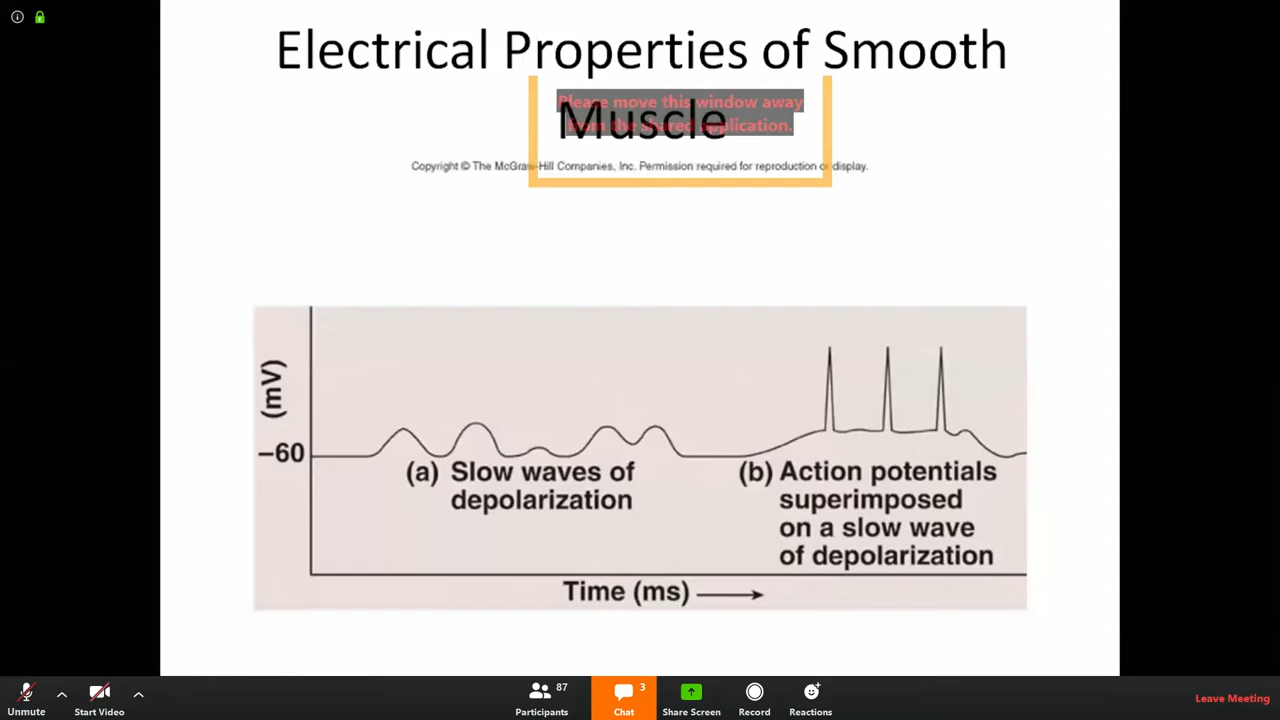 Electrical Properties of Smooth
Please move this window away
from the shared application.
Muscle
Copyright © The McGraw-Hill Companies, Inc. Permission required for reproduction or display.
(mV)
−60
(a) Slow waves of
depolarization
(b) Action potentials
superimposed
on a slow wave
of depolarization
Time (ms)
Unmute
Start Video
87
Participants
3
Chat
Share Screen
Record
Reactions
Leave Meeting